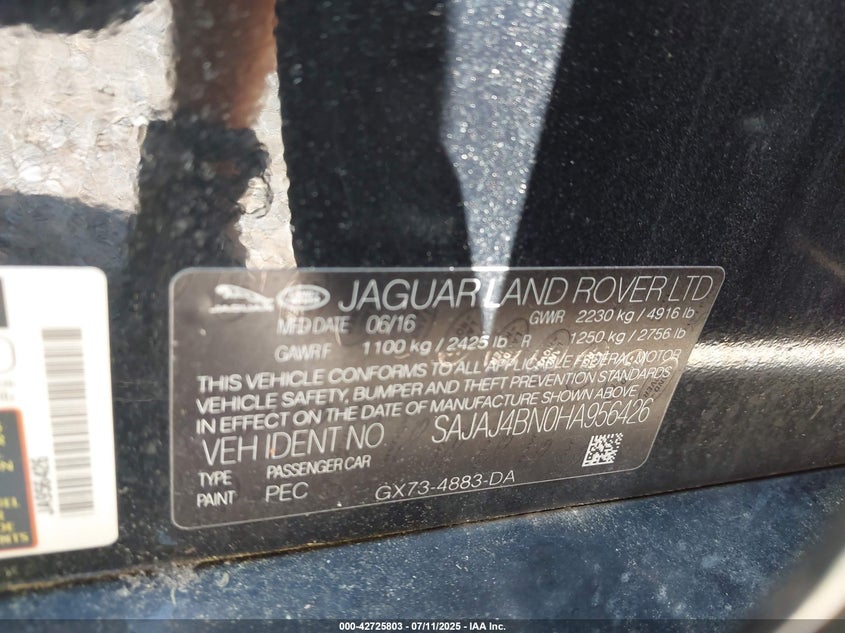 JAGUAR LAND ROVER LTD
MFD DATE 06/16 GWR 2230 kg / 4916 lb
GAWR F 1100 kg / 2425 lb R 1250 kg / 2756 lb
THIS VEHICLE CONFORMS TO ALL APPLICABLE FEDERAL MOTOR
VEHICLE SAFETY, BUMPER AND THEFT PREVENTION STANDARDS
IN EFFECT ON THE DATE OF MANUFACTURE SHOWN ABOVE.
VEH IDENT NO SAJAJ4BN0HA956426
TYPE PASSENGER CAR
PAINT PEC GX73-4883-DA
000-42725803 - 07/11/2025 - IAA Inc.